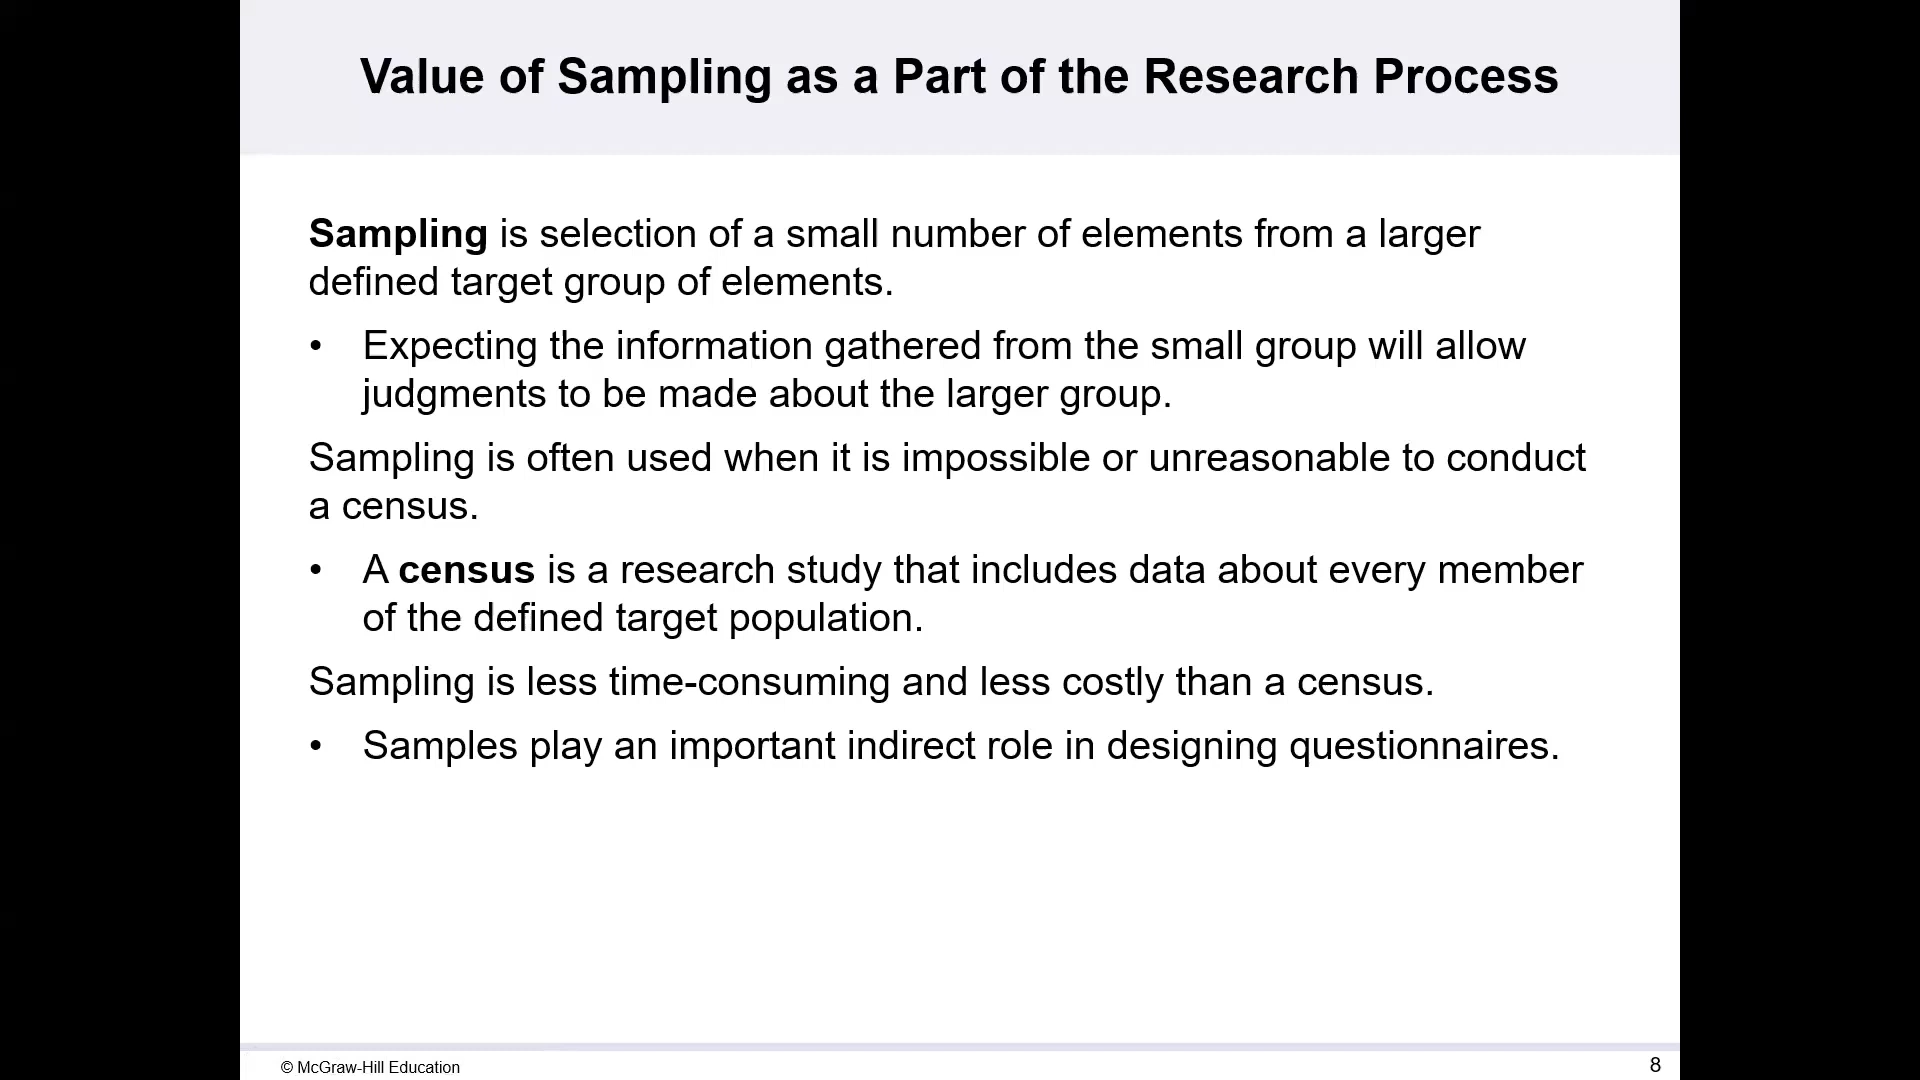 Value of Sampling as a Part of the Research Process
Sampling is selection of a small number of elements from a larger
defined target group of elements.
• Expecting the information gathered from the small group will allow
judgments to be made about the larger group.
Sampling is often used when it is impossible or unreasonable to conduct
a census.
• A census is a research study that includes data about every member
of the defined target population.
Sampling is less time-consuming and less costly than a census.
• Samples play an important indirect role in designing questionnaires.
© McGraw-Hill Education
8